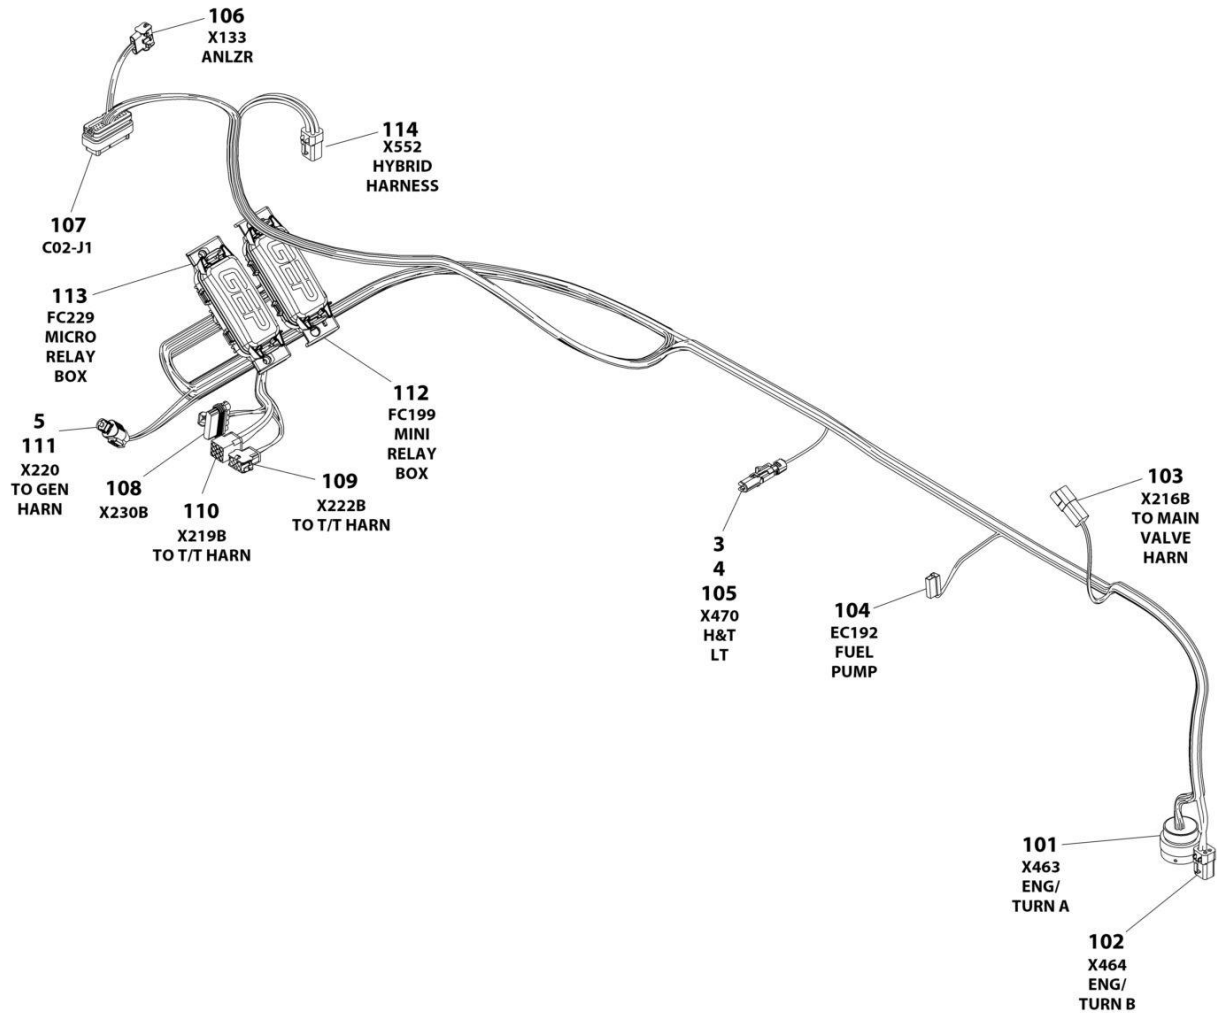 106
X133
ANLZR
114
X552
HYBRID
HARNESS
107
C02-J1
GEP
GEP
113
FC229
MICRO
RELAY
BOX
112
FC199
MINI
RELAY
BOX
5
111
X220
TO GEN
HARN
108
X230B
110
X219B
TO T/T HARN
109
X222B
TO T/T HARN
103
X216B
TO MAIN
VALVE
HARN
3
4
105
X470
H&T
LT
104
EC192
FUEL
PUMP
101
X463
ENG/
TURN A
102
X464
ENG/
TURN B